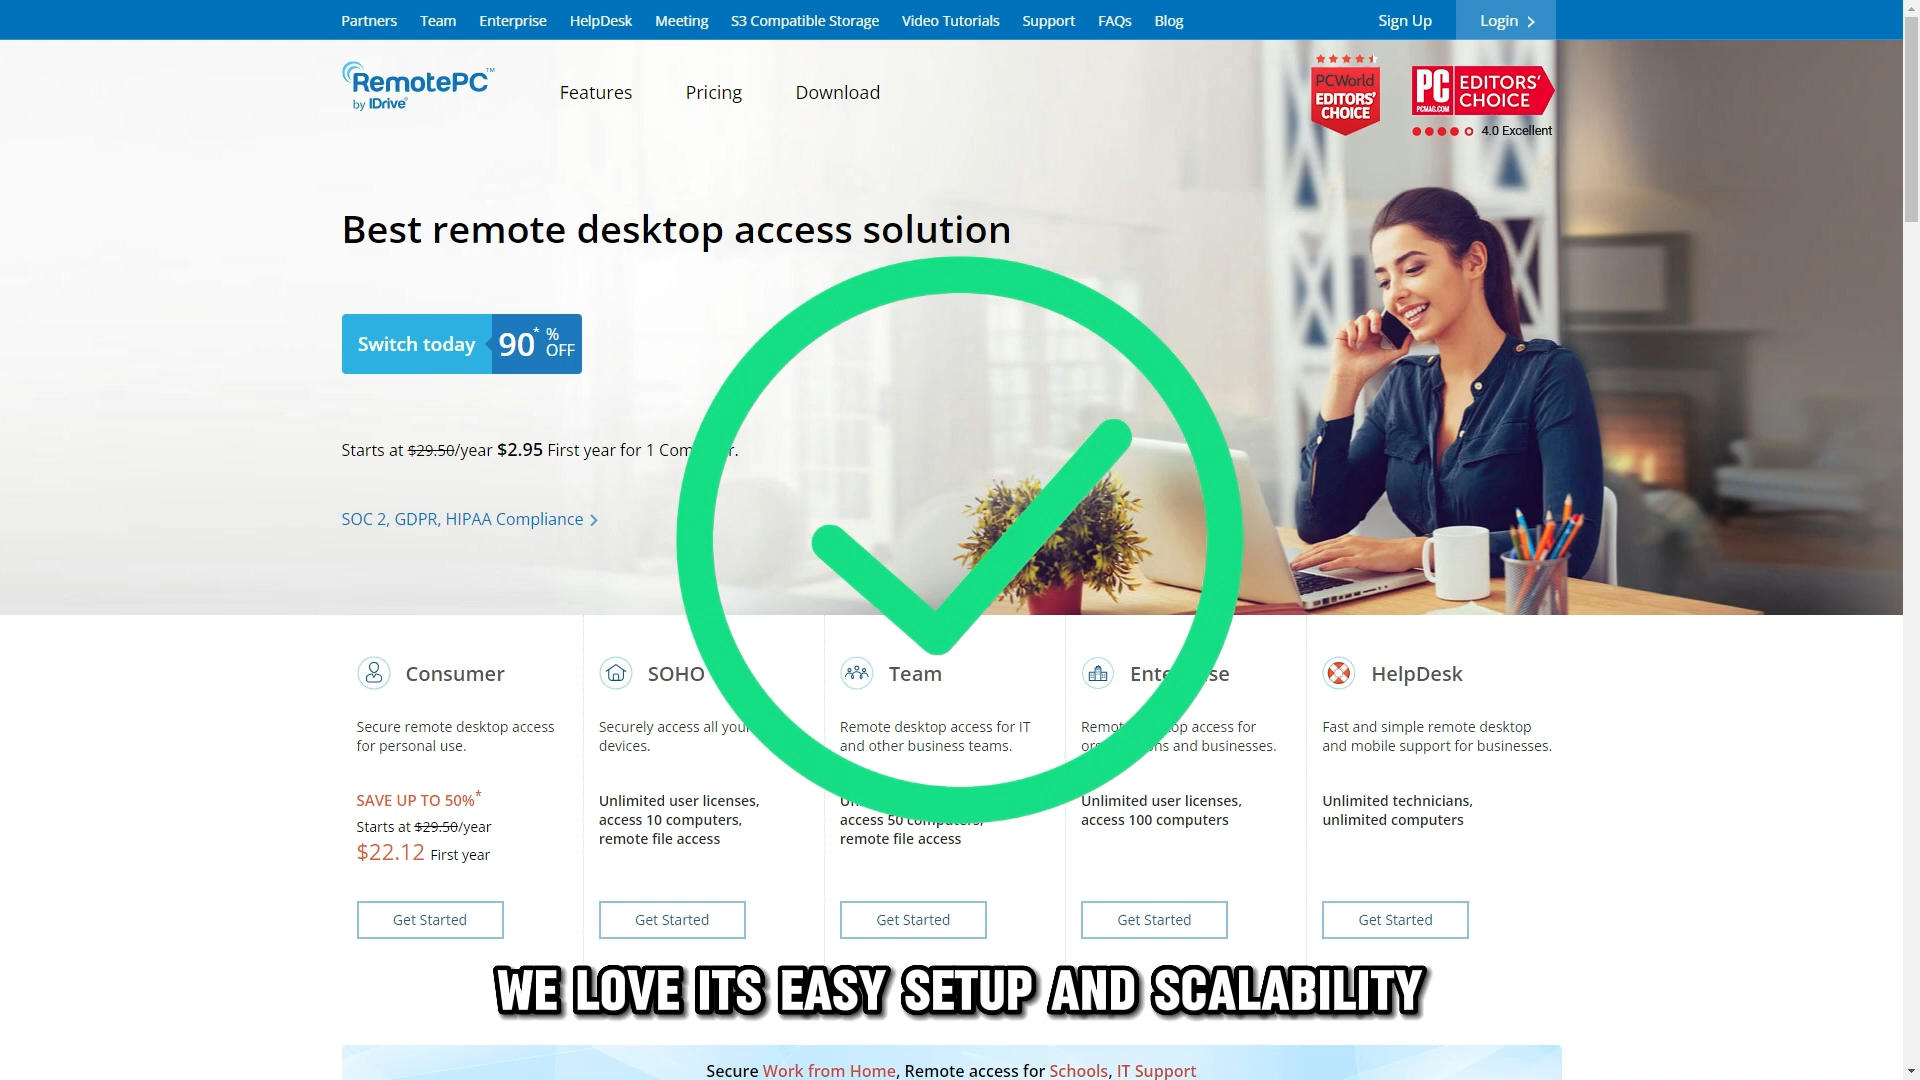 Partners Team Enterprise HelpDesk Meeting S3 Compatible Storage Video Tutorials Support FAQs Blog Sign Up Login
RemotePC™
by IDrive®
Features Pricing Download
PCWorld
EDITORS'
CHOICE
PC
PCMAG.COM
EDITORS'
CHOICE
4.0 Excellent
Best remote desktop access solution
Switch today 90* % OFF
Starts at $29.50/year $2.95 First year for 1 Com r.
SOC 2, GDPR, HIPAA Compliance
Consumer
Secure remote desktop access
for personal use.
SAVE UP TO 50%*
Starts at $29.50/year
$22.12 First year
Get Started
SOHO
Securely access all your
devices.
Unlimited user licenses,
access 10 computers,
remote file access
Get Started
Team
Remote desktop access for IT
and other business teams.
access 50 computers,
remote file access
Get Started
Enterprise
Remote desktop access for
organizations and businesses.
Unlimited user licenses,
access 100 computers
Get Started
HelpDesk
Fast and simple remote desktop
and mobile support for businesses.
Unlimited technicians,
unlimited computers
Get Started
WE LOVE ITS EASY SETUP AND SCALABILITY
Secure Work from Home, Remote access for Schools, IT Support